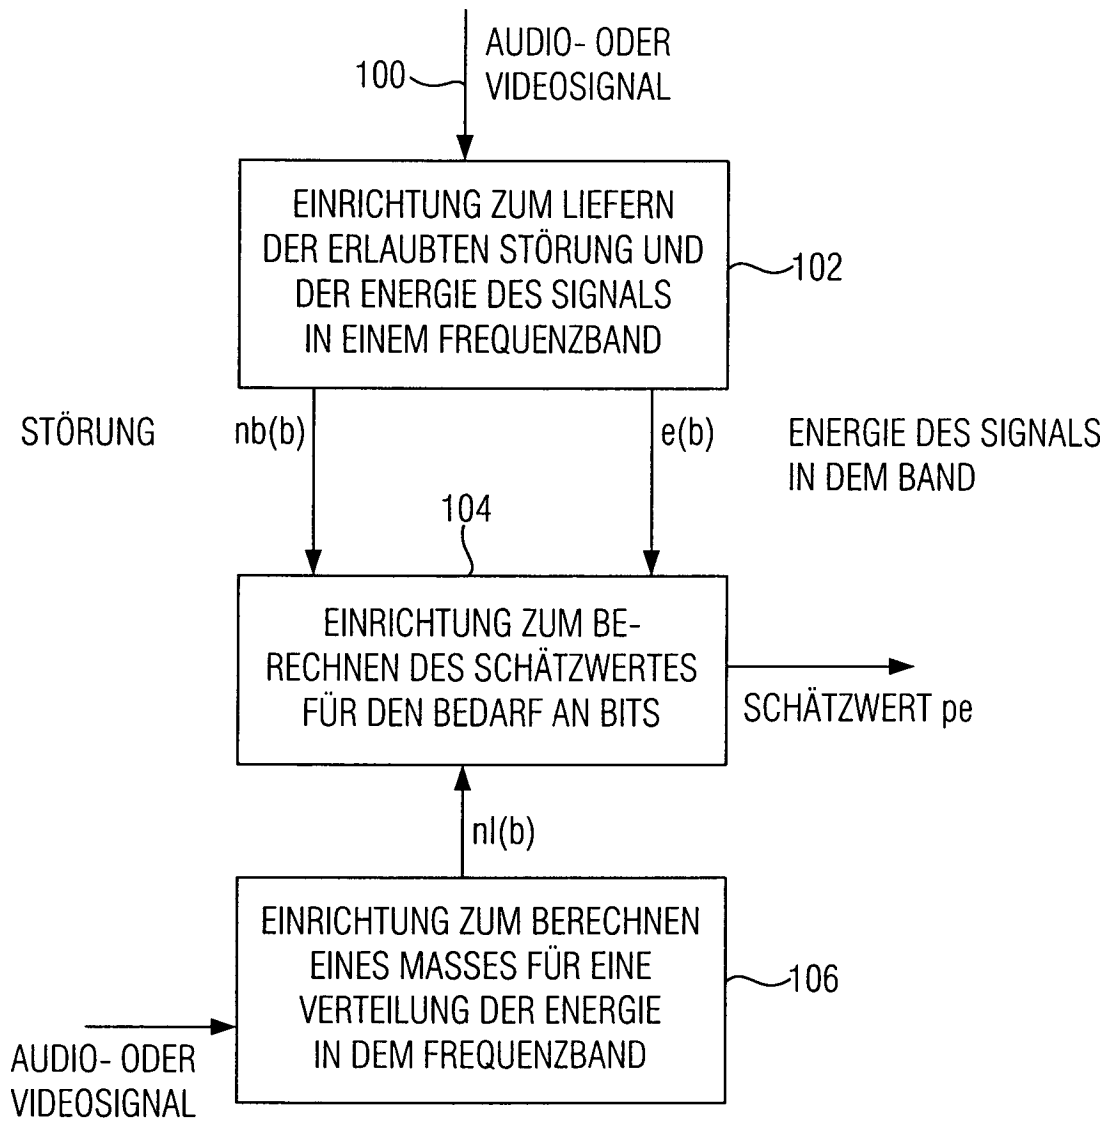 AUDIO- ODER
VIDEOSIGNAL
100
EINRICHTUNG ZUM LIEFERN
DER ERLAUBTEN STÖRUNG UND
DER ENERGIE DES SIGNALS
IN EINEM FREQUENZBAND
102
STÖRUNG
nb(b)
e(b)
ENERGIE DES SIGNALS
IN DEM BAND
104
EINRICHTUNG ZUM BE-
RECHNEN DES SCHÄTZWERTES
FÜR DEN BEDARF AN BITS
SCHÄTZWERT pe
nl(b)
EINRICHTUNG ZUM BERECHNEN
EINES MASSES FÜR EINE
VERTEILUNG DER ENERGIE
IN DEM FREQUENZBAND
106
AUDIO- ODER
VIDEOSIGNAL